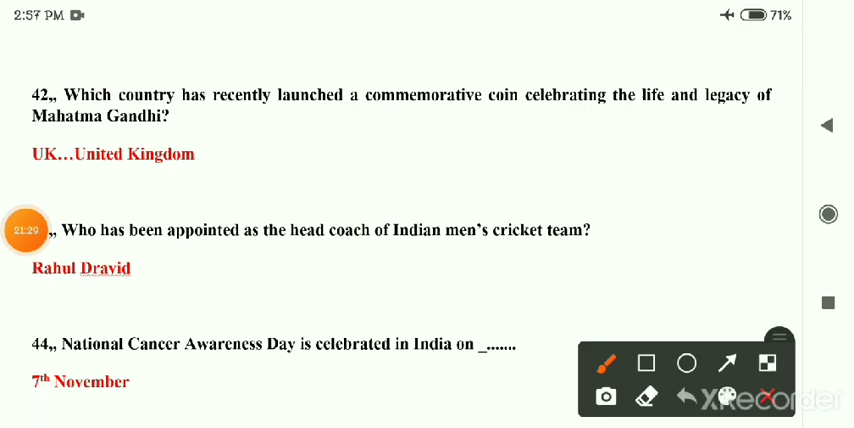 2:57 PM
71%
42,, Which country has recently launched a commemorative coin celebrating the life and legacy of
Mahatma Gandhi?
UK…United Kingdom
21:29
,, Who has been appointed as the head coach of Indian men’s cricket team?
Rahul Dravid
44,, National Cancer Awareness Day is celebrated in India on _.......
7th November
XRecorder